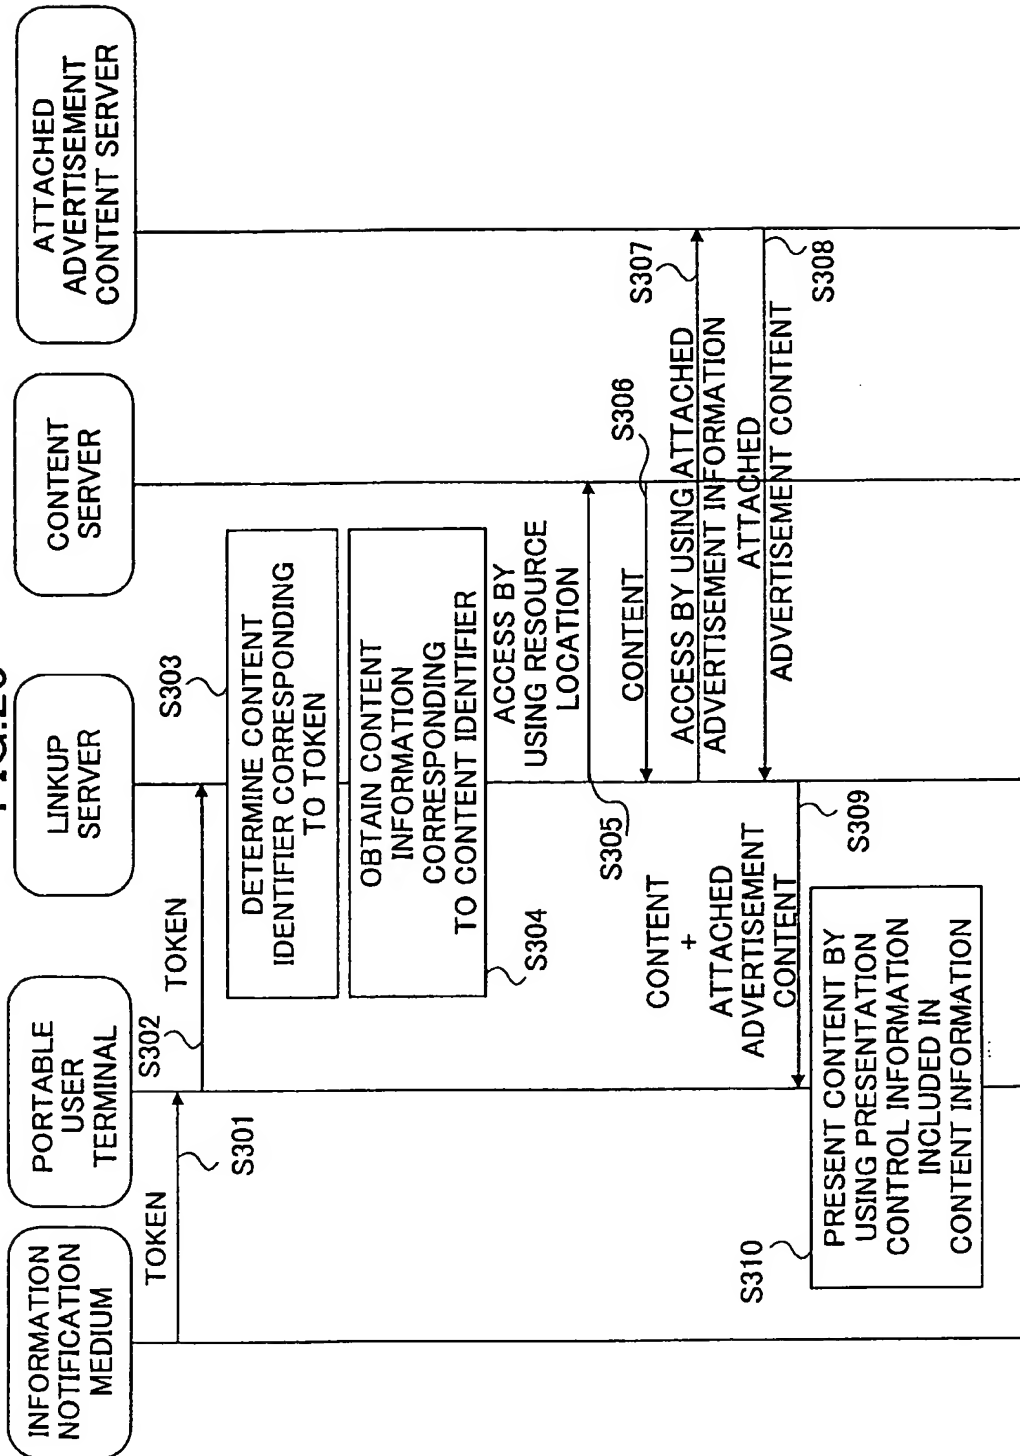 INFORMATION
NOTIFICATION
MEDIUM
PORTABLE
USER
TERMINAL
LINKUP
SERVER
CONTENT
SERVER
ATTACHED
ADVERTISEMENT
CONTENT SERVER
TOKEN
S301
S302
TOKEN
S303
DETERMINE CONTENT
IDENTIFIER CORRESPONDING
TO TOKEN
OBTAIN CONTENT
INFORMATION
CORRESPONDING
TO CONTENT IDENTIFIER
S304
ACCESS BY
USING RESOURCE
LOCATION
S305
S306
CONTENT
S307
ACCESS BY USING ATTACHED
ADVERTISEMENT INFORMATION
ATTACHED
ADVERTISEMENT CONTENT
S308
CONTENT
+
ATTACHED
ADVERTISEMENT
CONTENT
S309
S310
PRESENT CONTENT BY
USING PRESENTATION
CONTROL INFORMATION
INCLUDED IN
CONTENT INFORMATION